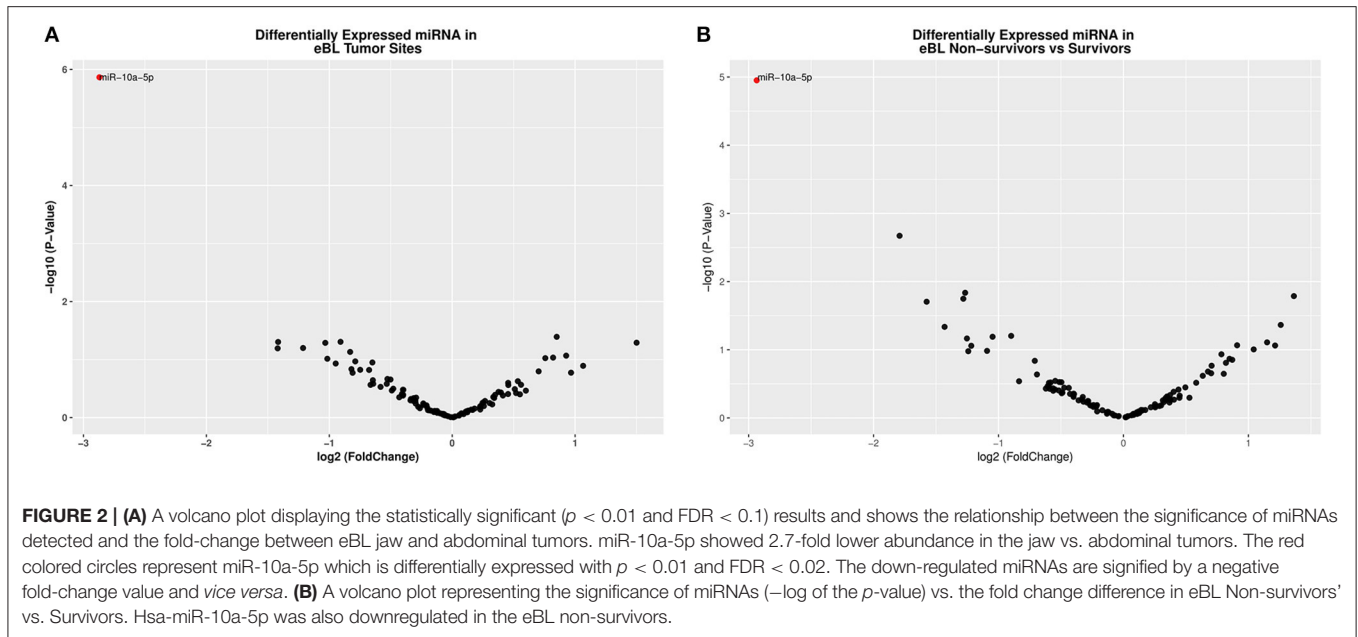 A
Differentially Expressed miRNA in
eBL Tumor Sites
6
4
2
0
−log10 (P−Value)
miR−10a−5p
−3
−2
−1
0
1
log2 (FoldChange)
B
Differentially Expressed miRNA in
eBL Non−survivors vs Survivors
5
4
3
2
1
0
−log10 (P−Value)
miR−10a−5p
−3
−2
−1
0
1
log2 (FoldChange)
FIGURE 2 | (A) A volcano plot displaying the statistically significant (p < 0.01 and FDR < 0.1) results and shows the relationship between the significance of miRNAs
detected and the fold-change between eBL jaw and abdominal tumors. miR-10a-5p showed 2.7-fold lower abundance in the jaw vs. abdominal tumors. The red
colored circles represent miR-10a-5p which is differentially expressed with p < 0.01 and FDR < 0.02. The down-regulated miRNAs are signified by a negative
fold-change value and vice versa. (B) A volcano plot representing the significance of miRNAs (−log of the p-value) vs. the fold change difference in eBL Non-survivors’
vs. Survivors. Hsa-miR-10a-5p was also downregulated in the eBL non-survivors.